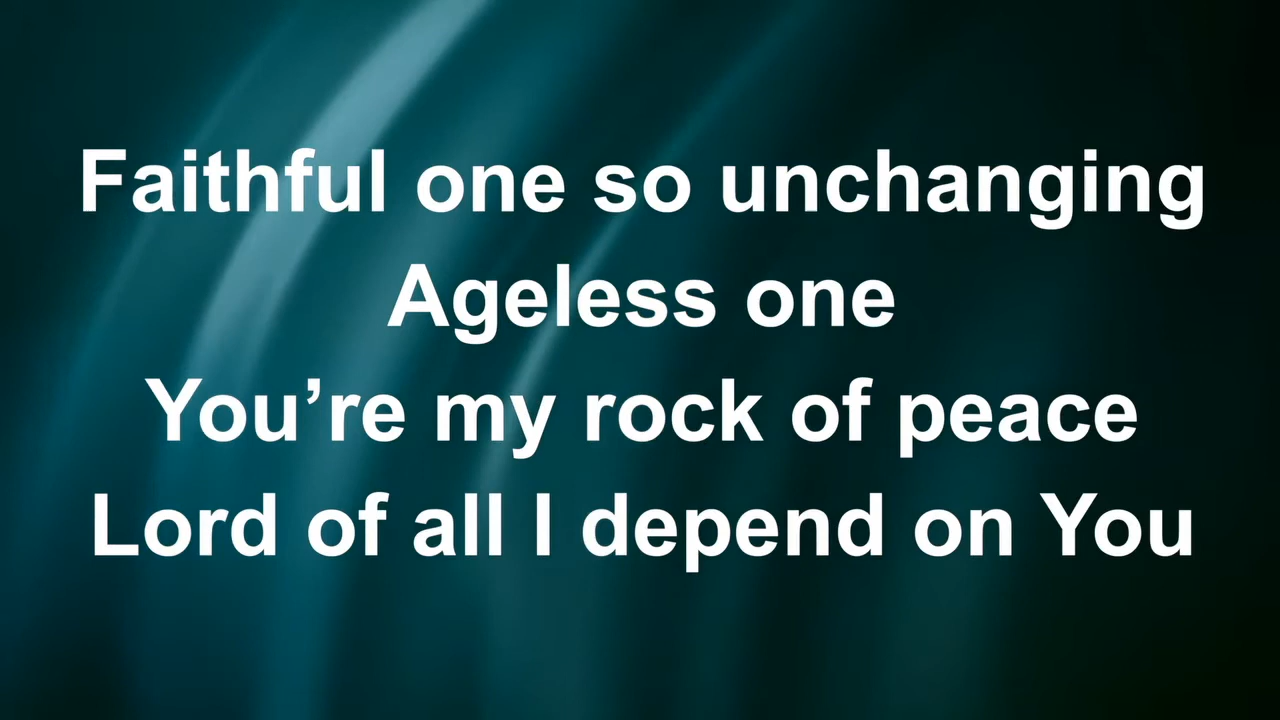 Faithful one so unchanging
Ageless one
You’re my rock of peace
Lord of all I depend on You